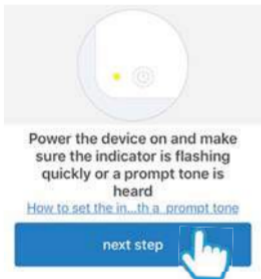 Power the device on and make
sure the indicator is flashing
quickly or a prompt tone is
heard
How to set the in...th a prompt tone
next step